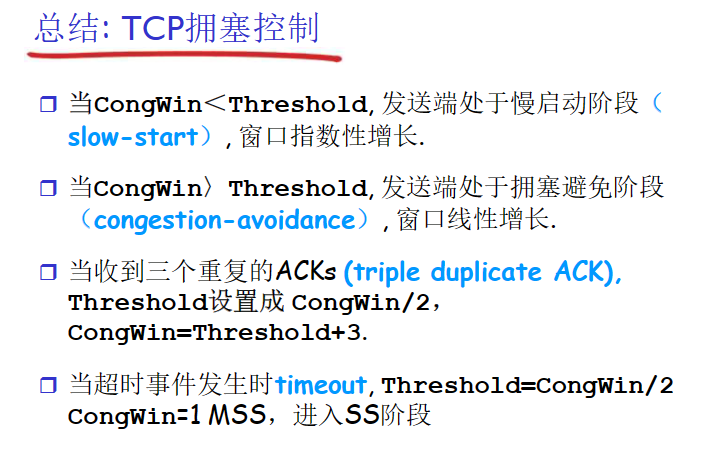 总结: TCP拥塞控制
当CongWin＜Threshold, 发送端处于慢启动阶段（
slow-start）, 窗口指数性增长.
当CongWin〉Threshold, 发送端处于拥塞避免阶段
（congestion-avoidance）, 窗口线性增长.
当收到三个重复的ACKs (triple duplicate ACK),
Threshold设置成 CongWin/2,
CongWin=Threshold+3.
当超时事件发生时timeout, Threshold=CongWin/2
CongWin=1 MSS，进入SS阶段